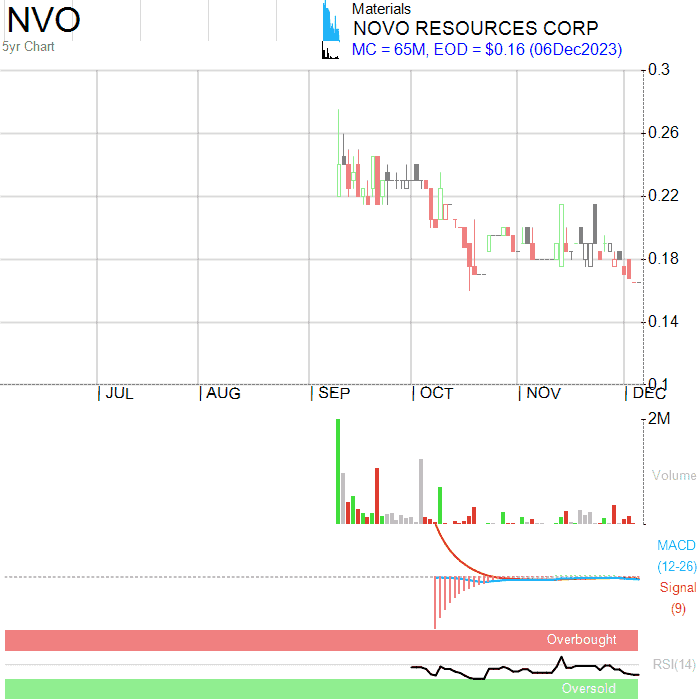 NVO
5yr Chart
Materials
NOVO RESOURCES CORP
MC = 65M, EOD = $0.16 (06Dec2023)
0.3
0.26
0.22
0.18
0.14
0.1
JUL AUG SEP OCT NOV DEC
2M
Volume
MACD
(12-26)
Signal
(9)
Overbought
RSI(14)
Oversold